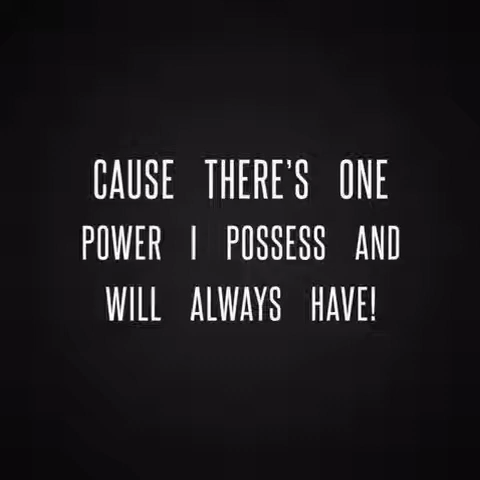 CAUSE THERE'S ONE
POWER I POSSESS AND
WILL ALWAYS HAVE!